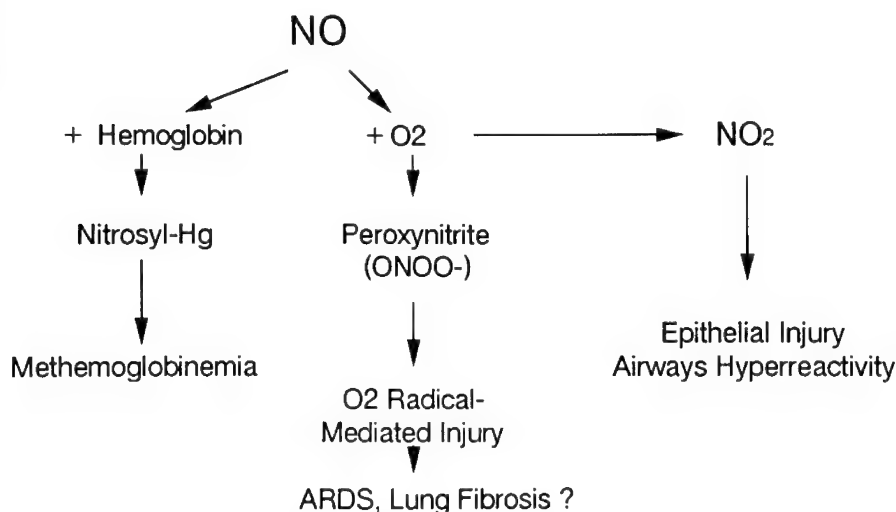 NO
+ Hemoglobin
+ O2
NO2
Nitrosyl-Hg
Peroxynitrite
(ONOO-)
Methemoglobinemia
Epithelial Injury
Airways Hyperreactivity
O2 Radical-
Mediated Injury
ARDS, Lung Fibrosis ?